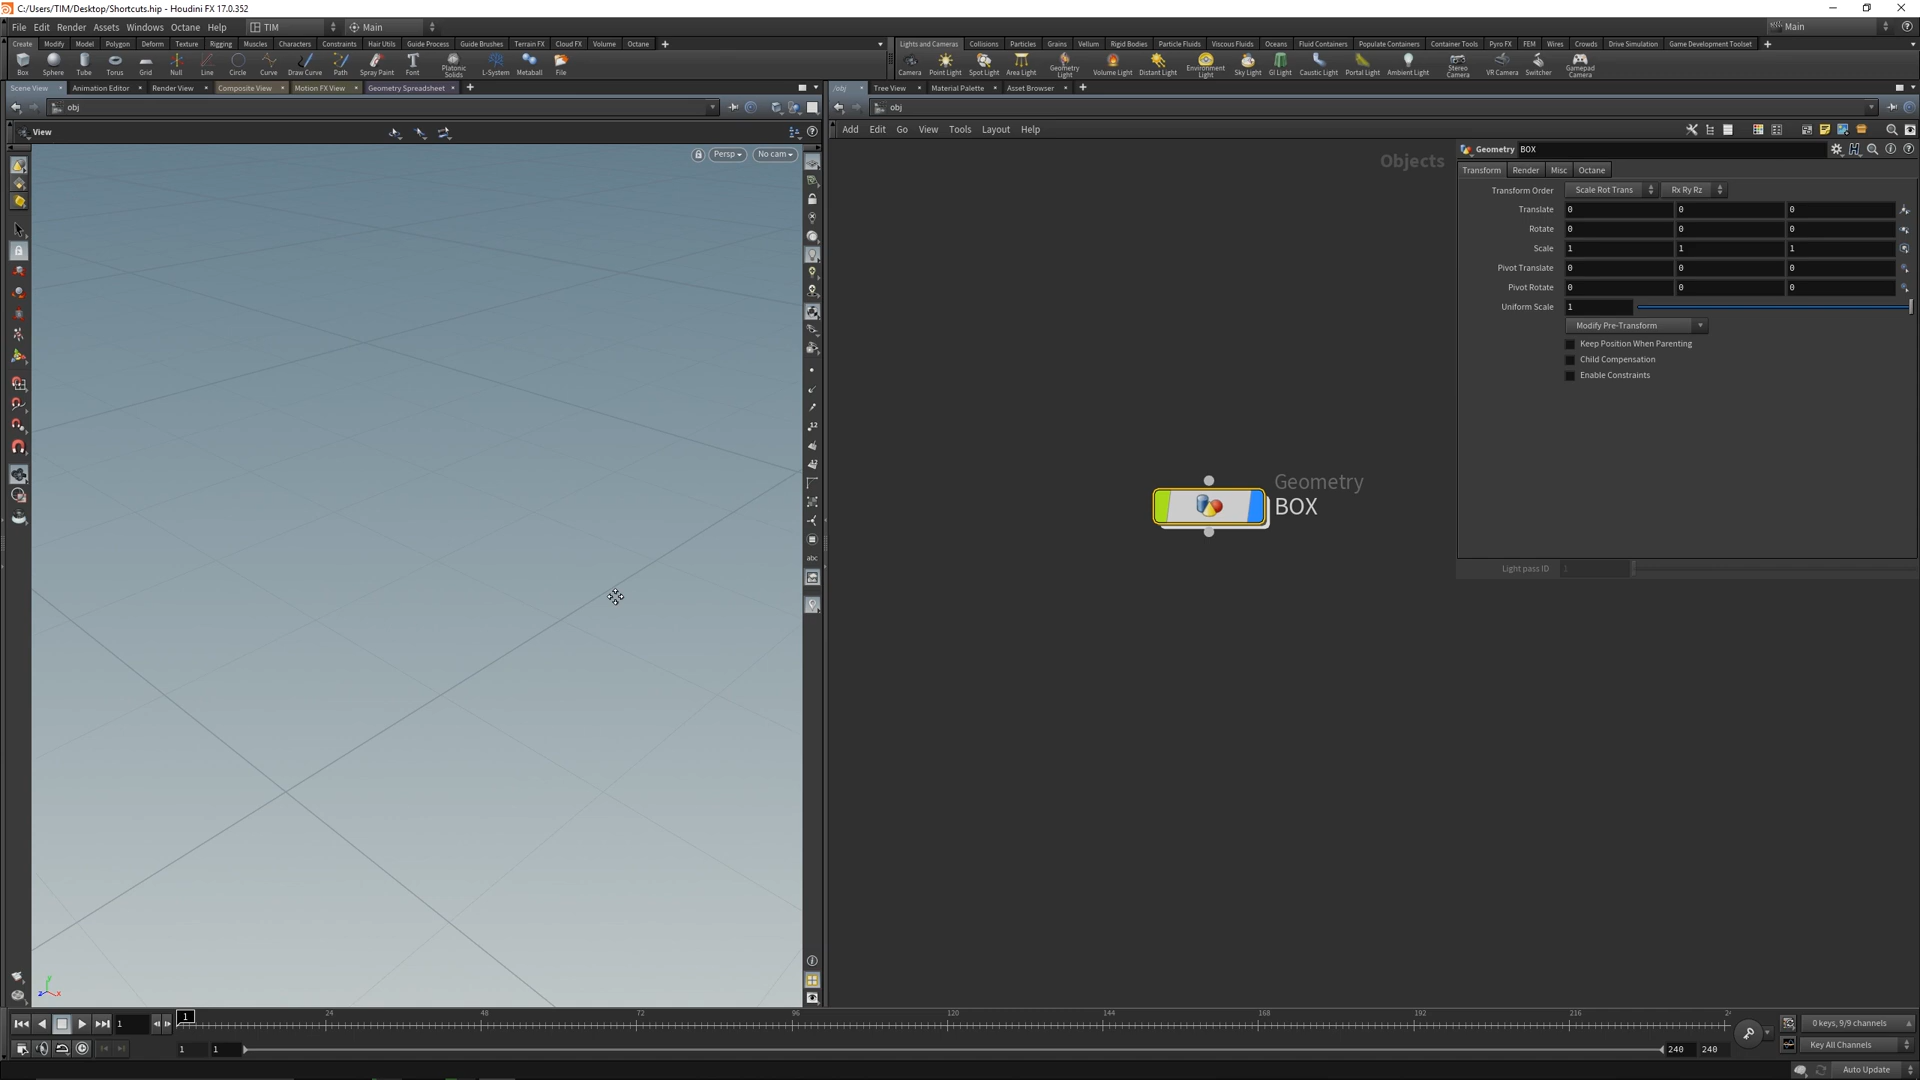 C:/Users/TIM/Desktop/Shortcuts.hip - Houdini FX 17.0.352
File Edit Render Assets Windows Octane Help TIM Main Main
Create Modify Model Polygon Deform Texture Rigging Muscles Characters Constraints Hair Utils Guide Process Guide Brushes Terrain FX Cloud FX Volume Octane
Lights and Cameras Collisions Particles Grains Vellum Rigid Bodies Particle Fluids Viscous Fluids Oceans Fluid Containers Populate Containers Container Tools Pyro FX FEM Wires Crowds Drive Simulation Game Development Toolset
Box Sphere Tube Torus Grid Null Line Circle Curve Draw Curve Path Spray Paint Font Platonic Solids L-System Metaball File
Camera Point Light Spot Light Area Light Geometry Light Volume Light Distant Light Environment Light Sky Light GI Light Caustic Light Portal Light Ambient Light Stereo Camera VR Camera Switcher Gamepad Camera
Scene View Animation Editor Render View Composite View Motion FX View Geometry Spreadsheet
/obj Tree View Material Palette Asset Browser
obj
obj
View
Add Edit Go View Tools Layout Help
Persp No cam
Objects
Geometry BOX
Transform Render Misc Octane
Transform Order Scale Rot Trans Rx Ry Rz
Translate 0 0 0
Rotate 0 0 0
Scale 1 1 1
Pivot Translate 0 0 0
Pivot Rotate 0 0 0
Uniform Scale 1
Modify Pre-Transform
Keep Position When Parenting
Child Compensation
Enable Constraints
Geometry
BOX
Light pass ID 1
12
abc
y
z x
1 1 24 48 72 96 120 144 168 192 216
0 keys, 9/9 channels
1 1 240 240
Key All Channels
Auto Update